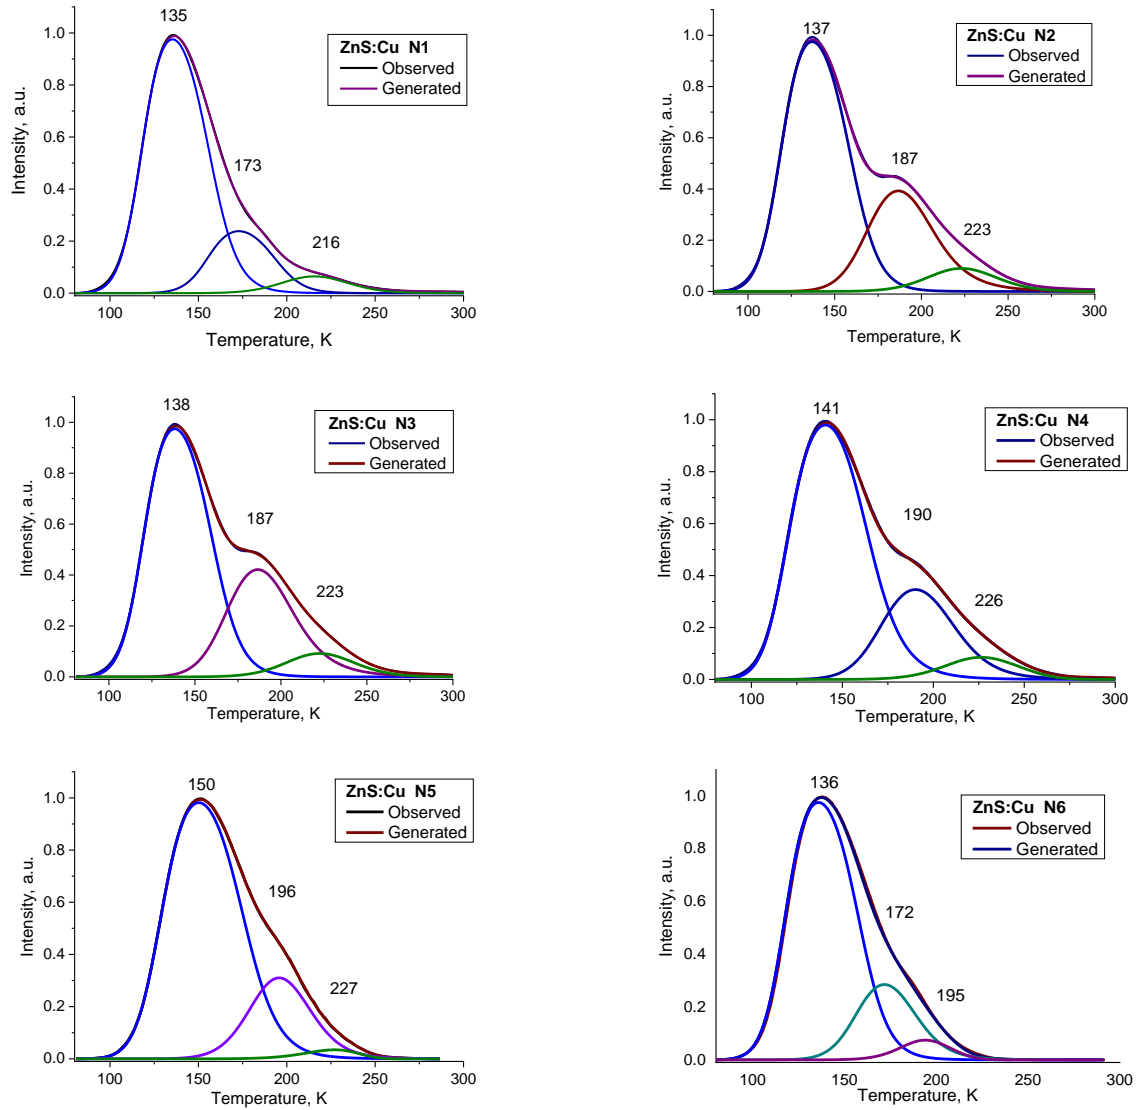 135
ZnS:Cu N1
Observed
Generated
173
216
Intensity, a.u.
1.0
0.8
0.6
0.4
0.2
0.0
100 150 200 250 300
Temperature, K
137
ZnS:Cu N2
Observed
Generated
187
223
Intensity, a.u.
1.0
0.8
0.6
0.4
0.2
0.0
100 150 200 250 300
Temperature, K
138
ZnS:Cu N3
Observed
Generated
187
223
Intensity, a.u.
1.0
0.8
0.6
0.4
0.2
0.0
100 150 200 250 300
Temperature, K
141
ZnS:Cu N4
Observed
Generated
190
226
Intensity, a.u.
1.0
0.8
0.6
0.4
0.2
0.0
100 150 200 250 300
Temperature, K
150
ZnS:Cu N5
Observed
Generated
196
227
Intensity, a.u.
1.0
0.8
0.6
0.4
0.2
0.0
100 150 200 250 300
Temperature, K
136
ZnS:Cu N6
Observed
Generated
172
195
Intensity, a.u.
1.0
0.8
0.6
0.4
0.2
0.0
100 150 200 250 300
Temperature, K